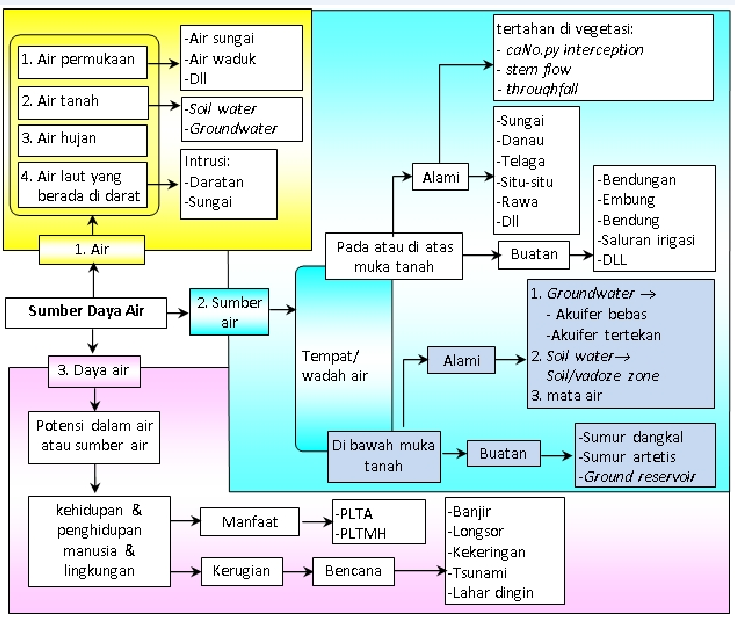 1. Air permukaan
-Air sungai
-Air waduk
-Dll
2. Air tanah
-Soil water
-Groundwater
3. Air hujan
4. Air laut yang
berada di darat
Intrusi:
-Daratan
-Sungai
1. Air
Sumber Daya Air
2. Sumber
air
Tempat/
wadah air
Pada atau di atas
muka tanah
Alami
tertahan di vegetasi:
- caNo.py interception
- stem flow
- throughfall
-Sungai
-Danau
-Telaga
-Situ-situ
-Rawa
-Dll
Buatan
-Bendungan
-Embung
-Bendung
-Saluran irigasi
-DLL
Di bawah muka
tanah
Alami
1. Groundwater →
- Akuifer bebas
-Akuifer tertekan
2. Soil water→
Soil/vadoze zone
3. mata air
Buatan
-Sumur dangkal
-Sumur artetis
-Ground reservoir
3. Daya air
Potensi dalam air
atau sumber air
kehidupan &
penghidupan
manusia &
lingkungan
Manfaat
-PLTA
-PLTMH
Kerugian
Bencana
-Banjir
-Longsor
-Kekeringan
-Tsunami
-Lahar dingin